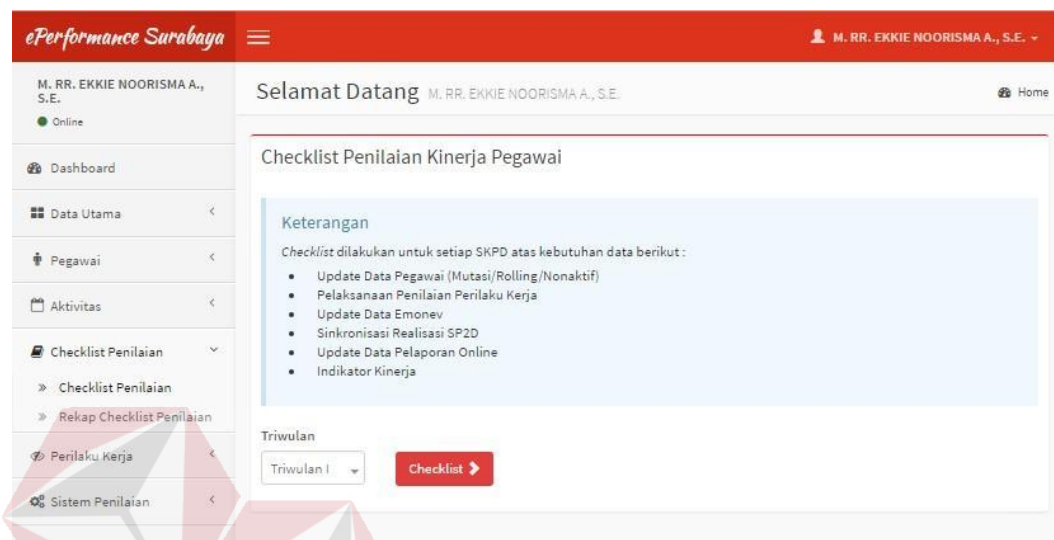 ePerformance Surabaya
M. RR. EKKIE NOORISMA A., S.E.
M. RR. EKKIE NOORISMA A.,
S.E.
Online
Dashboard
Data Utama
Pegawai
Aktivitas
Checklist Penilaian
Checklist Penilaian
Rekap Checklist Penilaian
Perilaku Kerja
Sistem Penilaian
Selamat Datang M. RR. EKKIE NOORISMA A., S.E.
Home
Checklist Penilaian Kinerja Pegawai
Keterangan
Checklist dilakukan untuk setiap SKPD atas kebutuhan data berikut :
• Update Data Pegawai (Mutasi/Rolling/Nonaktif)
• Pelaksanaan Penilaian Perilaku Kerja
• Update Data Emonev
• Sinkronisasi Realisasi SP2D
• Update Data Pelaporan Online
• Indikator Kinerja
Triwulan
Triwulan I
Checklist